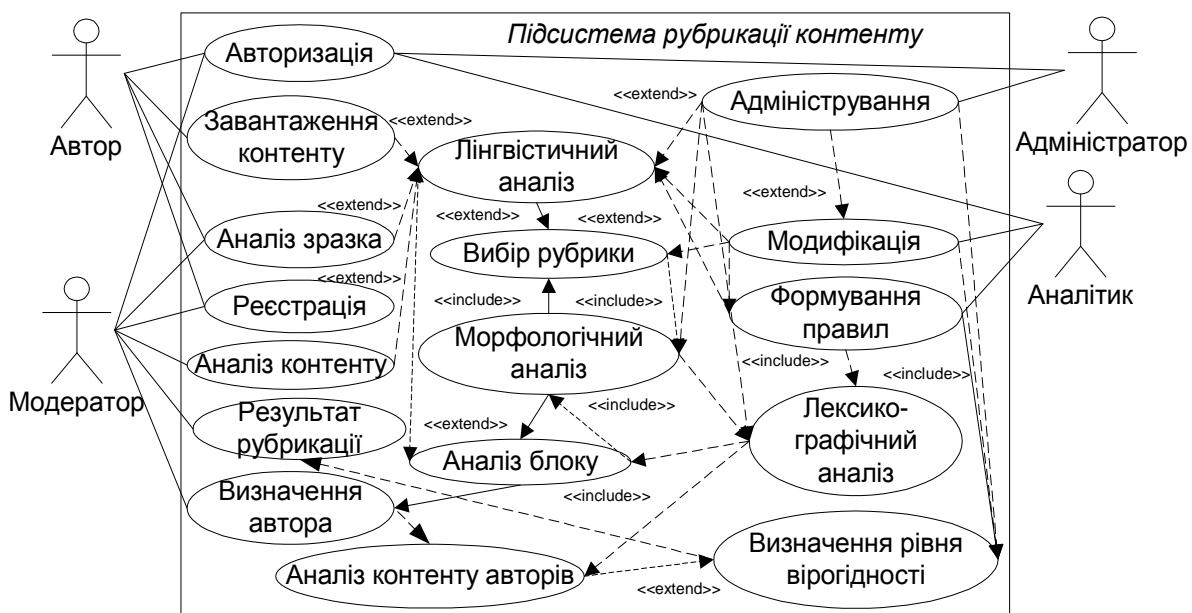 Підсистема рубрикації контенту
Авторизація
<<extend>>
Адміністрування
Автор
Адміністратор
Завантаження
контенту
<<extend>>
Лінгвістичний
аналіз
<<extend>>
<<extend>>
<<extend>>
<<extend>>
Аналіз зразка
Вибір рубрики
Модифікація
<<extend>>
Реєстрація
<<include>>
<<include>>
Формування
правил
Аналітик
Морфологічний
аналіз
Аналіз контенту
<<include>>
<<include>>
Модератор
Результат
рубрикації
<<extend>>
<<include>>
Лексико-
графічний
аналіз
Аналіз блоку
Визначення
автора
<<include>>
Аналіз контенту авторів
<<extend>>
Визначення рівня
вірогідності